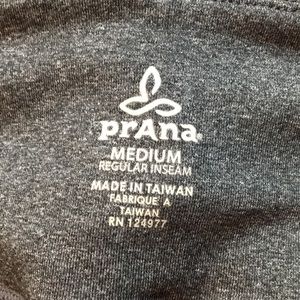 prAna
MEDIUM
REGULAR INSEAM
MADE IN TAIWAN
FABRIQUE A
TAIWAN
RN 124977